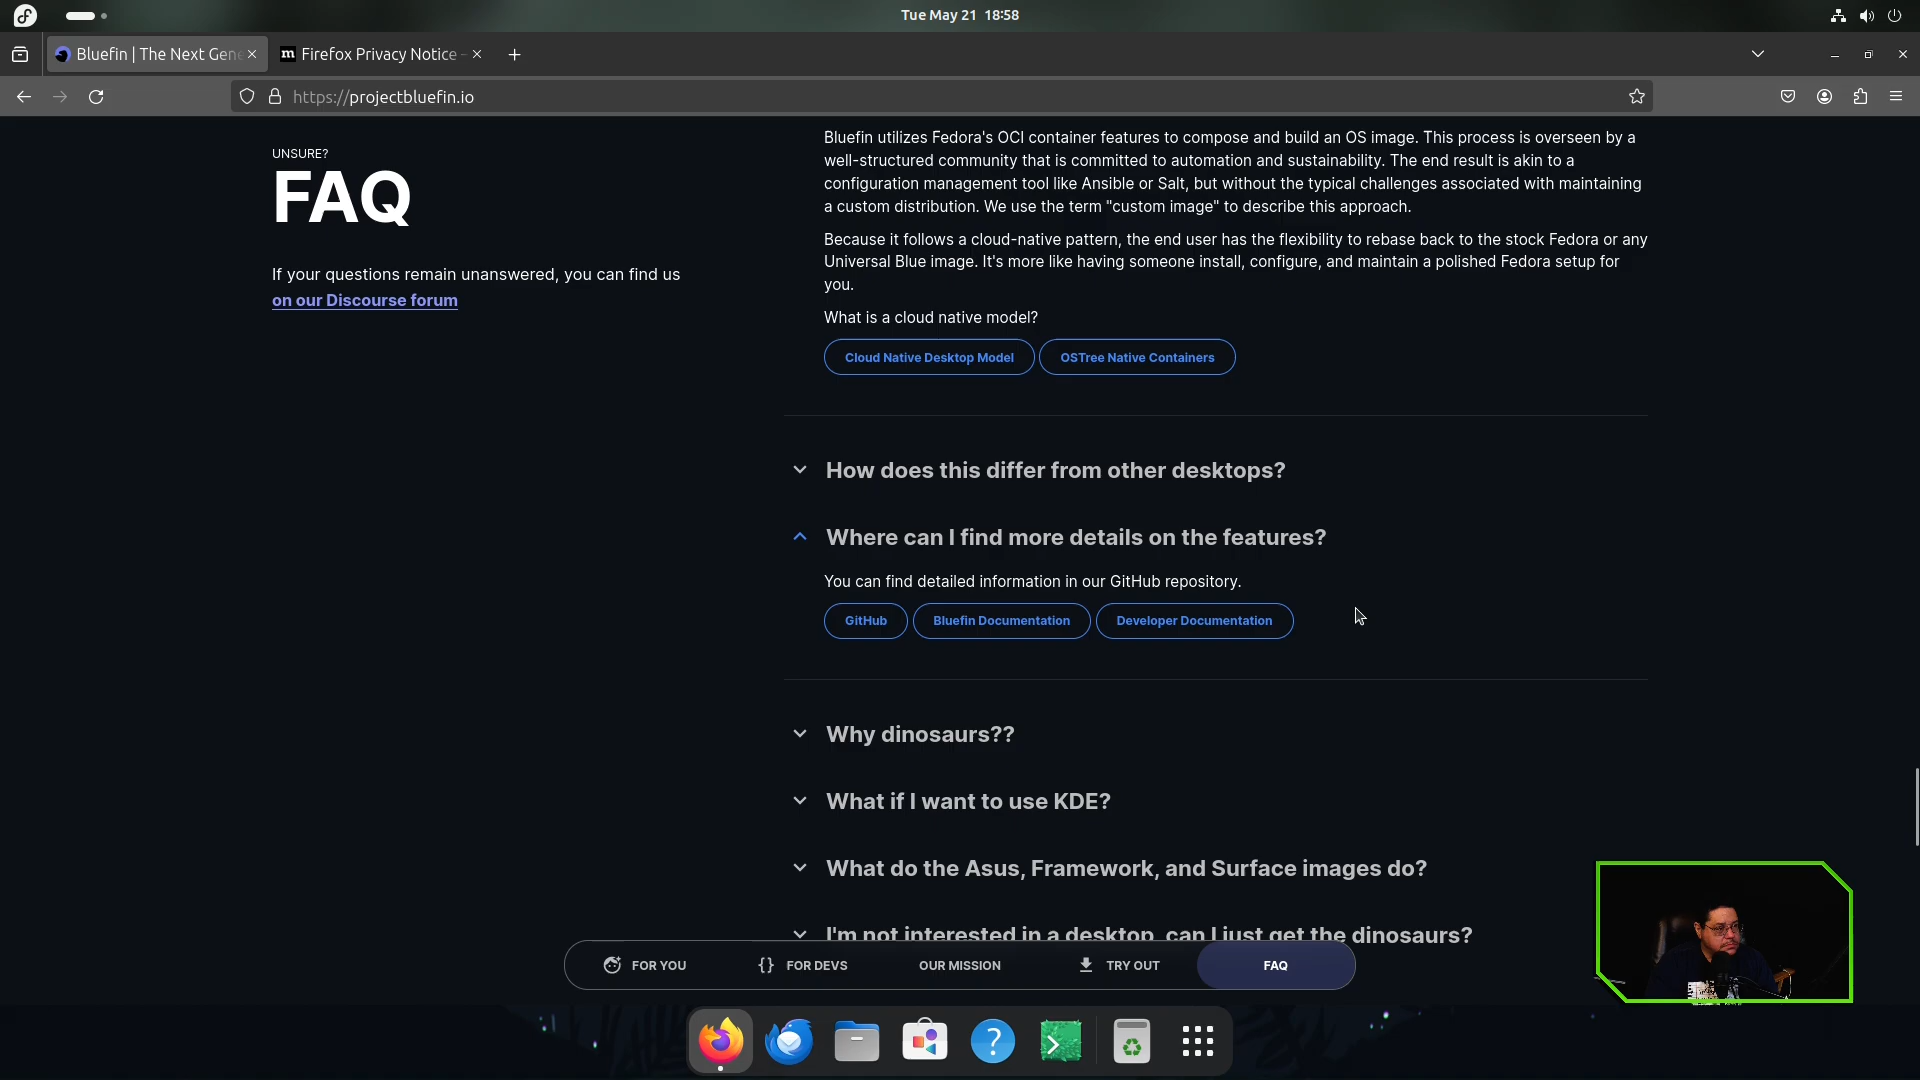 Tue May 21 18:58
Bluefin | The Next Gene
Firefox Privacy Notice -
https://projectbluefin.io
UNSURE?
FAQ
If your questions remain unanswered, you can find us
on our Discourse forum
Bluefin utilizes Fedora's OCI container features to compose and build an OS image. This process is overseen by a
well-structured community that is committed to automation and sustainability. The end result is akin to a
configuration management tool like Ansible or Salt, but without the typical challenges associated with maintaining
a custom distribution. We use the term "custom image" to describe this approach.
Because it follows a cloud-native pattern, the end user has the flexibility to rebase back to the stock Fedora or any
Universal Blue image. It's more like having someone install, configure, and maintain a polished Fedora setup for
you.
What is a cloud native model?
Cloud Native Desktop Model
OSTree Native Containers
How does this differ from other desktops?
Where can I find more details on the features?
You can find detailed information in our GitHub repository.
GitHub
Bluefin Documentation
Developer Documentation
Why dinosaurs??
What if I want to use KDE?
What do the Asus, Framework, and Surface images do?
I'm not interested in a desktop, can I just get the dinosaurs?
FOR YOU
FOR DEVS
OUR MISSION
TRY OUT
FAQ